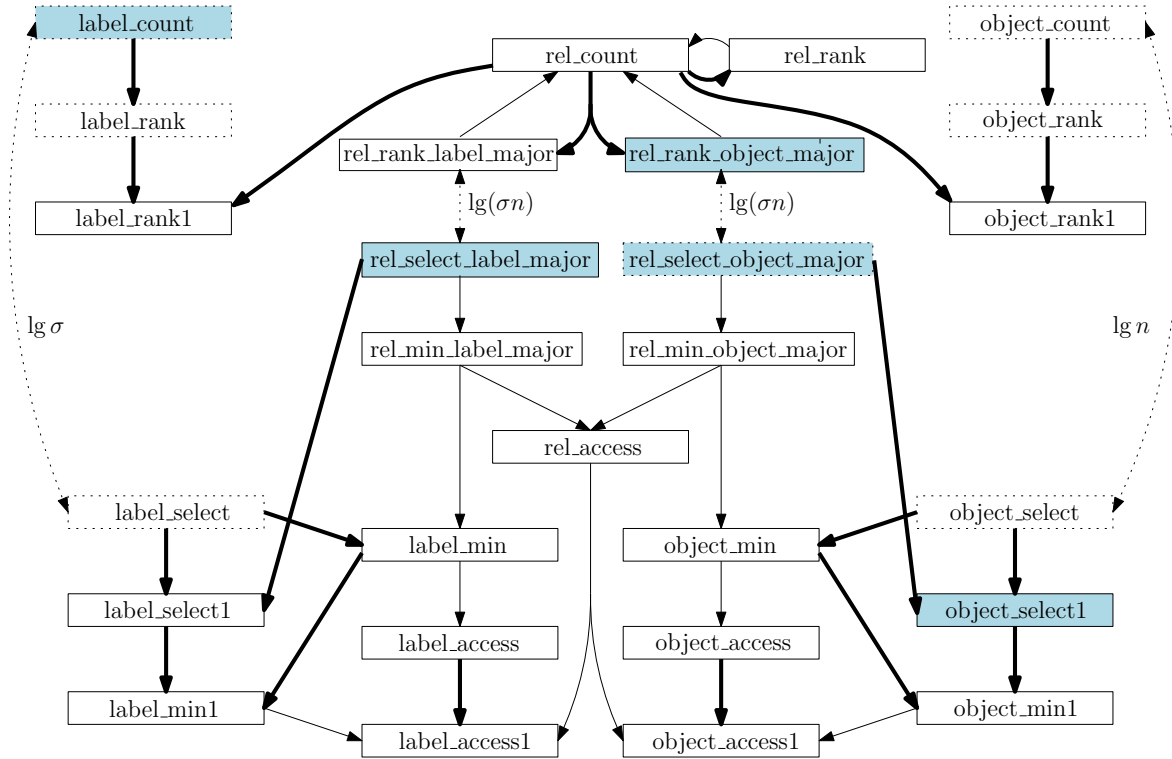 label_count
object_count
rel_count
rel_rank
label_rank
object_rank
rel_rank_label_major
rel_rank_object_major
lg(σn)
lg(σn)
label_rank1
object_rank1
rel_select_label_major
rel_select_object_major
lg σ
lg n
rel_min_label_major
rel_min_object_major
rel_access
label_select
object_select
label_min
object_min
label_select1
object_select1
label_access
object_access
label_min1
object_min1
label_access1
object_access1